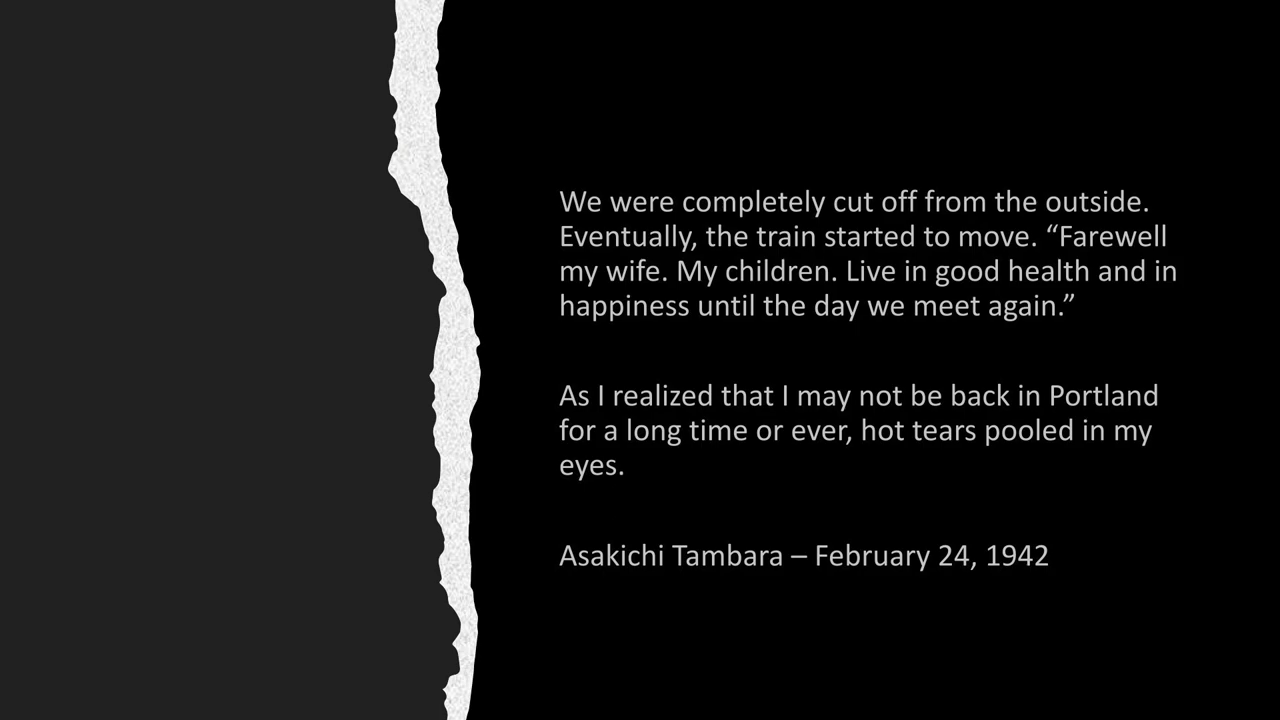 We were completely cut off from the outside.
Eventually, the train started to move. “Farewell
my wife. My children. Live in good health and in
happiness until the day we meet again.”
As I realized that I may not be back in Portland
for a long time or ever, hot tears pooled in my
eyes.
Asakichi Tambara – February 24, 1942